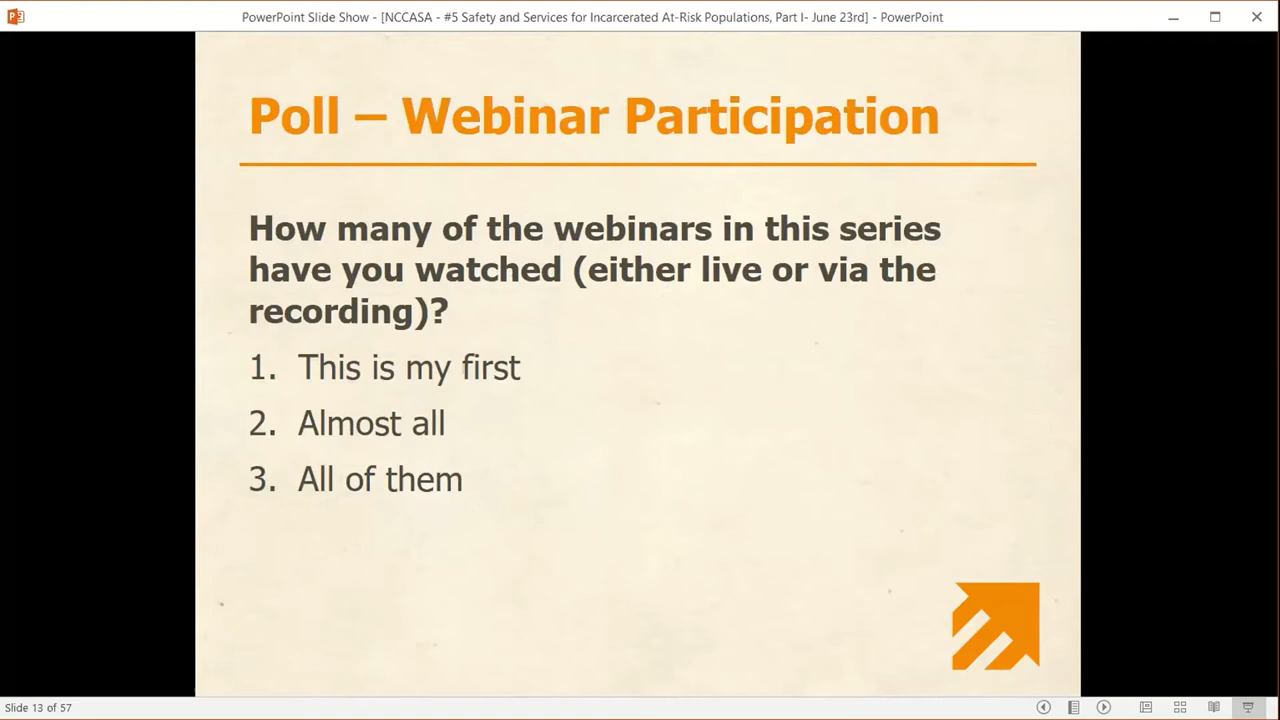 PowerPoint Slide Show - [NCCASA - #5 Safety and Services for Incarcerated At-Risk Populations, Part I- June 23rd] - PowerPoint
Poll – Webinar Participation
How many of the webinars in this series
have you watched (either live or via the
recording)?
1. This is my first
2. Almost all
3. All of them
Slide 13 of 57